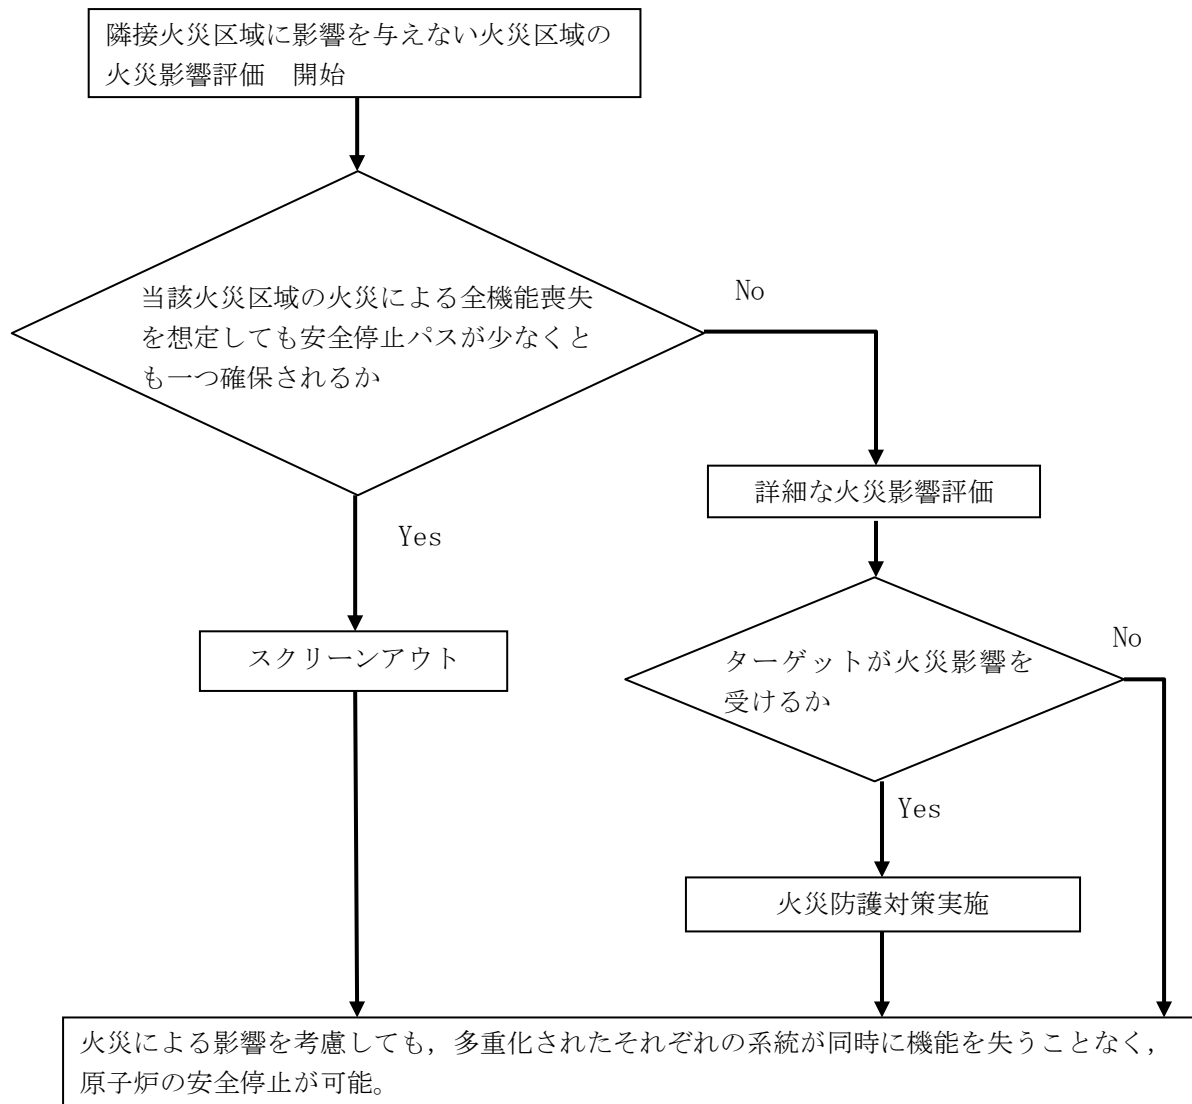 隣接火災区域に影響を与えない火災区域の
火災影響評価　開始
当該火災区域の火災による全機能喪失
を想定しても安全停止パスが少なくと
も一つ確保されるか
No
Yes
詳細な火災影響評価
スクリーンアウト
ターゲットが火災影響を
受けるか
No
Yes
火災防護対策実施
火災による影響を考慮しても，多重化されたそれぞれの系統が同時に機能を失うことなく，
原子炉の安全停止が可能。